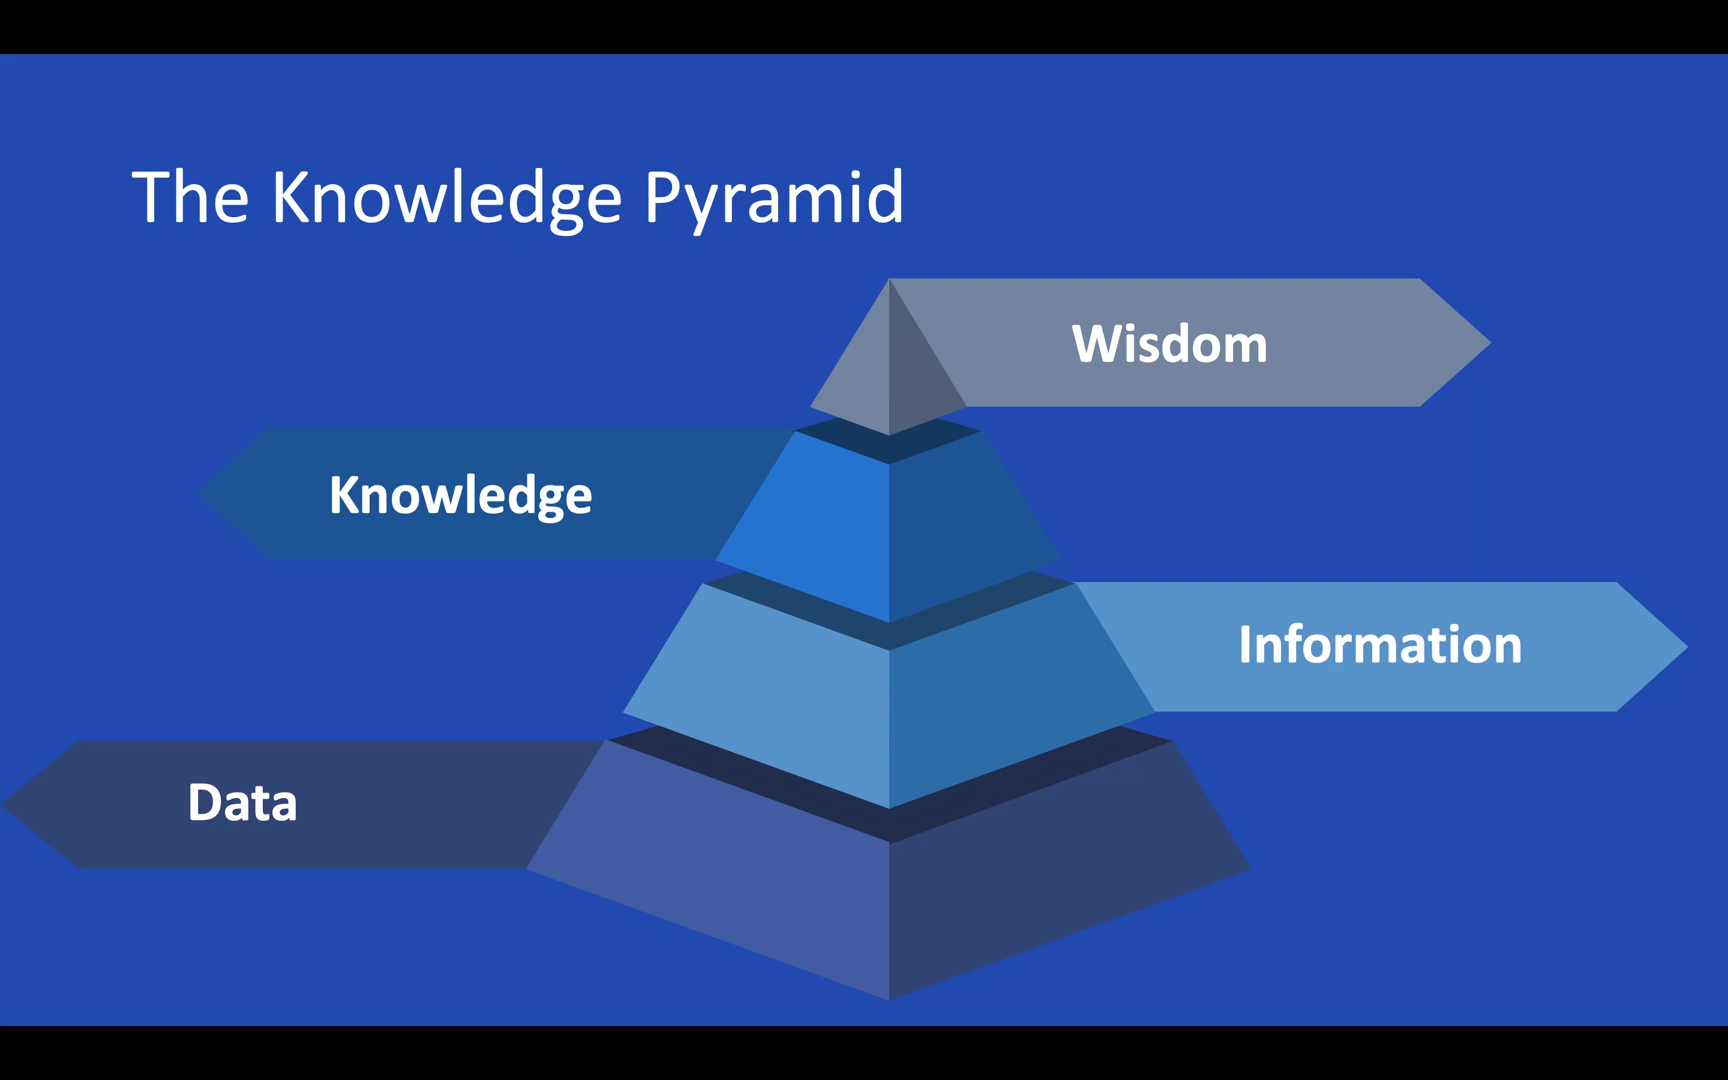 The Knowledge Pyramid
Wisdom
Knowledge
Information
Data